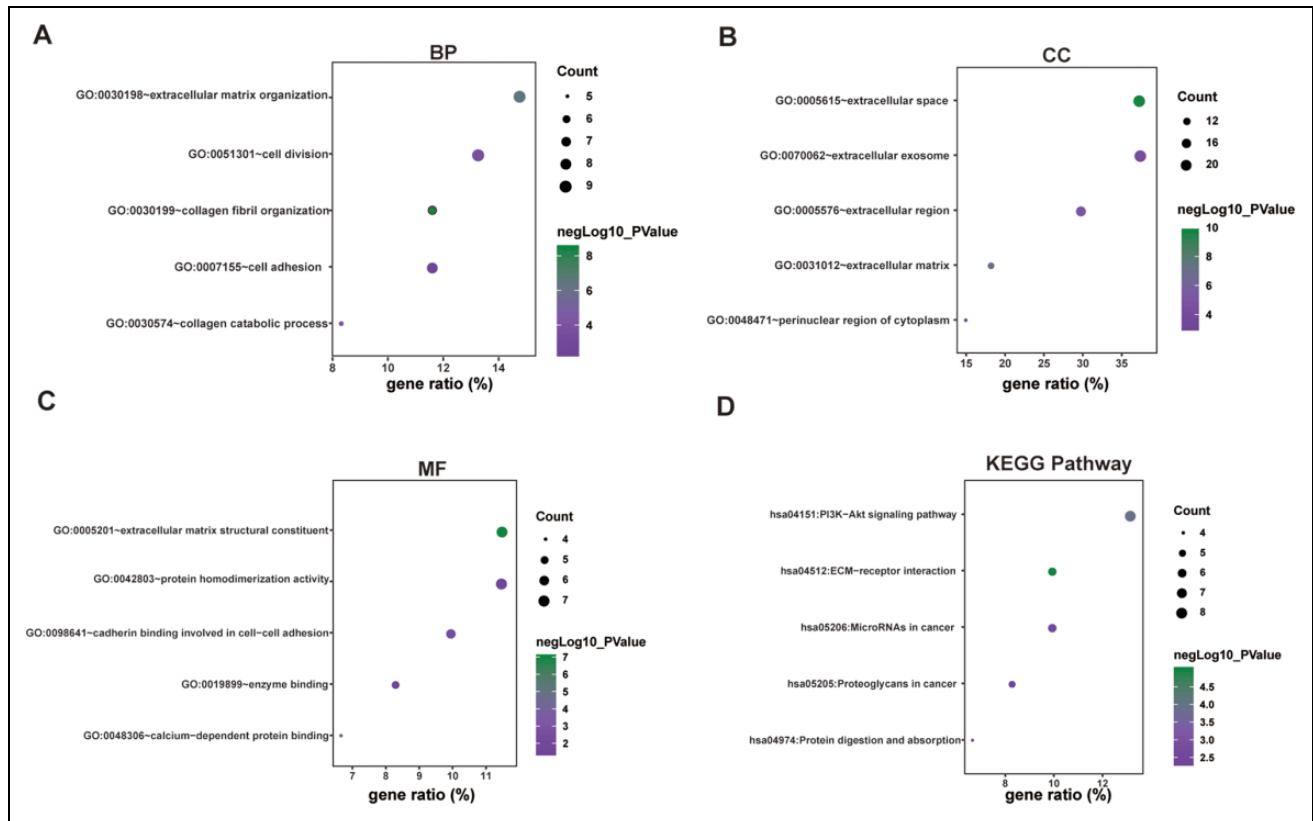 A
BP
GO:0030198~extracellular matrix organization
GO:0051301~cell division
GO:0030199~collagen fibril organization
GO:0007155~cell adhesion
GO:0030574~collagen catabolic process
8
10
12
14
gene ratio (%)
Count
5
6
7
8
9
negLog10_PValue
8
6
4
B
CC
GO:0005615~extracellular space
GO:0070062~extracellular exosome
GO:0005576~extracellular region
GO:0031012~extracellular matrix
GO:0048471~perinuclear region of cytoplasm
15
20
30
35
gene ratio (%)
Count
12
16
20
negLog10_PValue
10
8
6
4
C
MF
GO:0005201~extracellular matrix structural constituent
GO:0042803~protein homodimerization activity
GO:0098641~cadherin binding involved in cell−cell adhesion
GO:0019899~enzyme binding
GO:0048306~calcium−dependent protein binding
7
8
9
10
11
gene ratio (%)
Count
4
5
6
7
negLog10_PValue
7
6
5
4
3
2
D
KEGG Pathway
hsa04151:PI3K−Akt signaling pathway
hsa04512:ECM−receptor interaction
hsa05206:MicroRNAs in cancer
hsa05205:Proteoglycans in cancer
hsa04974:Protein digestion and absorption
8
10
12
gene ratio (%)
Count
4
5
6
7
8
negLog10_PValue
4.5
4.0
3.5
3.0
2.5